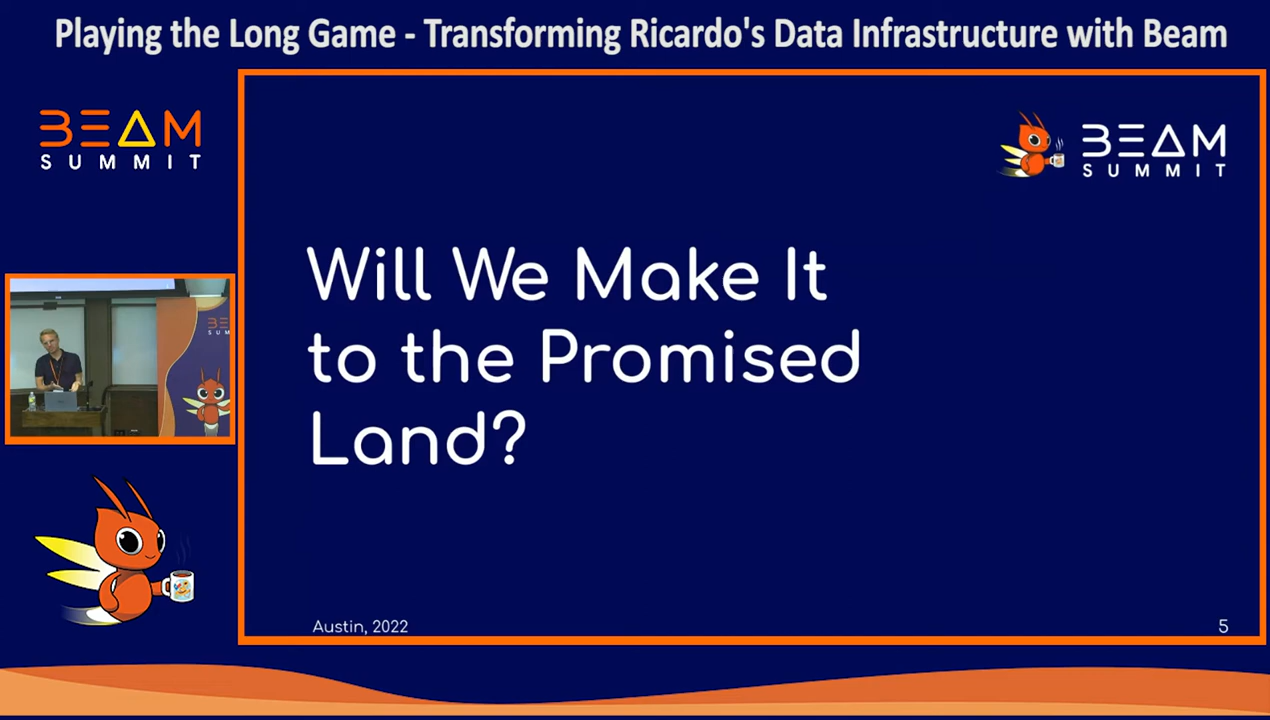 Playing the Long Game - Transforming Ricardo's Data Infrastructure with Beam
BEAM
SUMMIT
BEAM
SUMMIT
Will We Make It
to the Promised
Land?
Austin, 2022
5